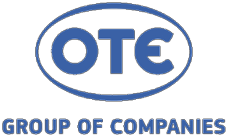 OTE
GROUP OF COMPANIES